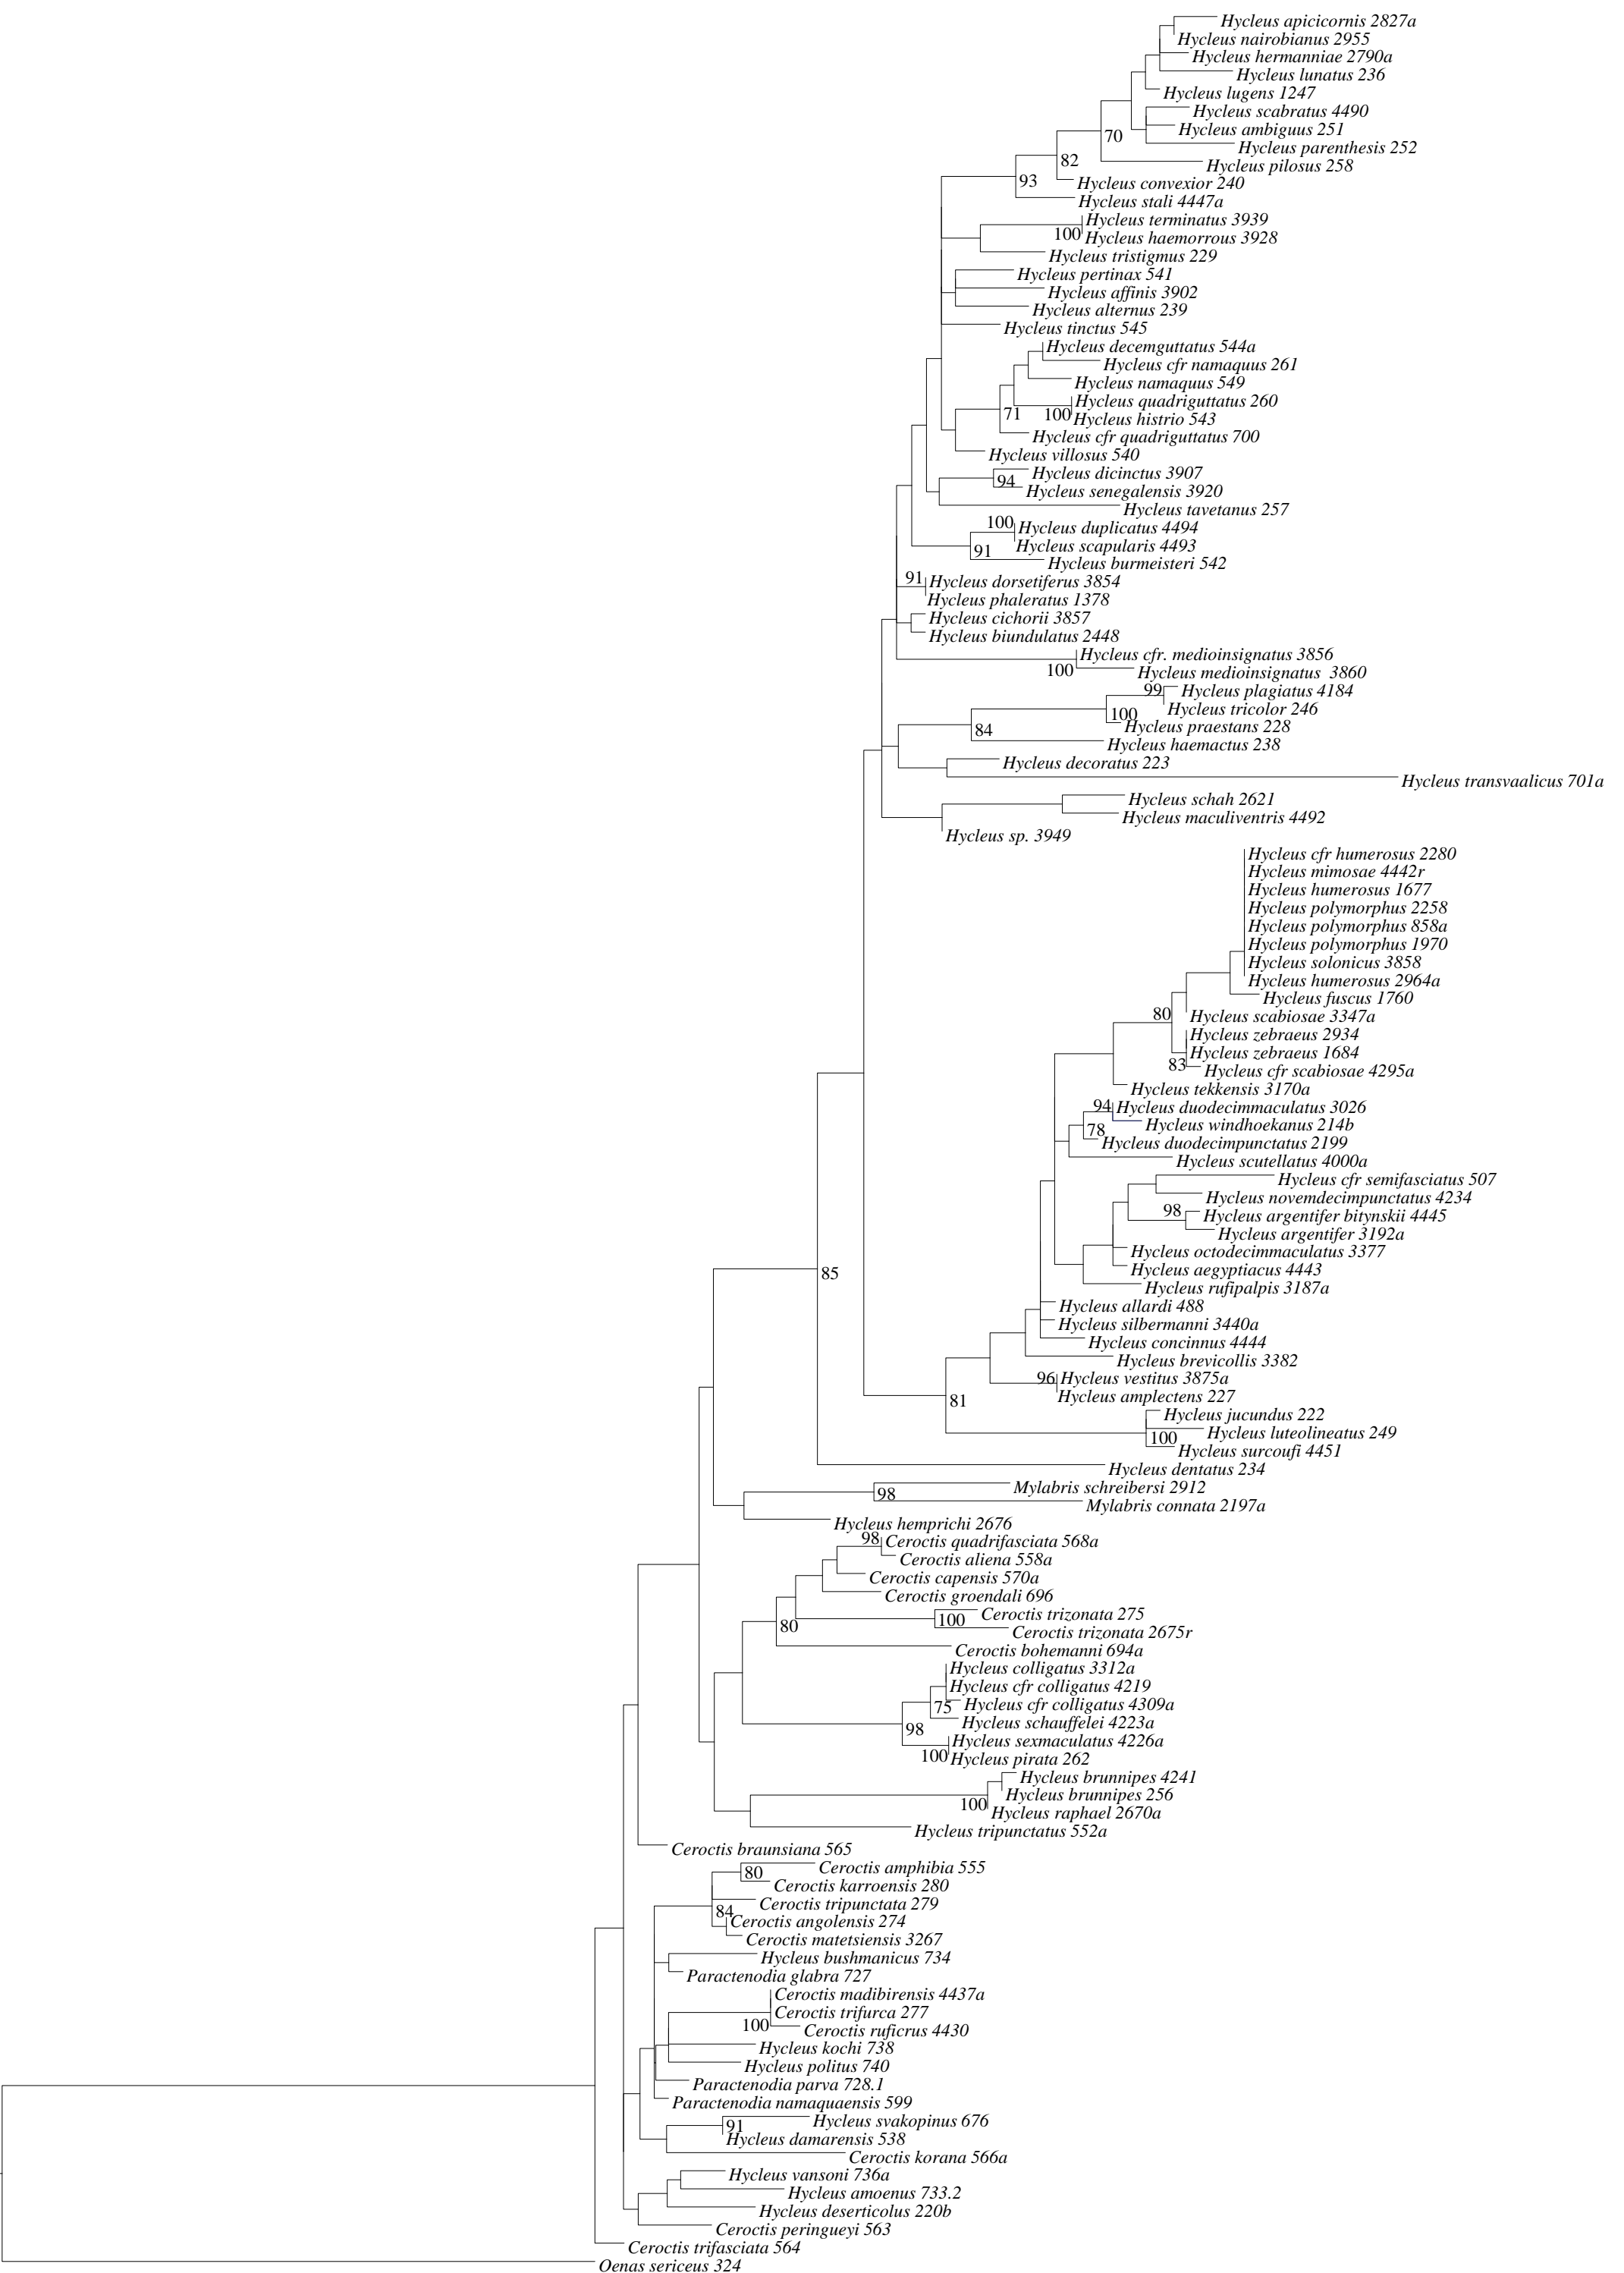 Hycleus apicicornis 2827a
Hycleus nairobianus 2955
Hycleus hermanniae 2790a
Hycleus lunatus 236
Hycleus lugens 1247
Hycleus scabratus 4490
Hycleus ambiguus 251
70
Hycleus parenthesis 252
82
Hycleus pilosus 258
93
Hycleus convexior 240
Hycleus stali 4447a
Hycleus terminatus 3939
100
Hycleus haemorrous 3928
Hycleus tristigmus 229
Hycleus pertinax 541
Hycleus affinis 3902
Hycleus alternus 239
Hycleus tinctus 545
Hycleus decemguttatus 544a
Hycleus cfr namaquus 261
Hycleus namaquus 549
Hycleus quadriguttatus 260
71
100
Hycleus histrio 543
Hycleus cfr quadriguttatus 700
Hycleus villosus 540
Hycleus dicinctus 3907
94
Hycleus senegalensis 3920
Hycleus tavetanus 257
100
Hycleus duplicatus 4494
Hycleus scapularis 4493
91
Hycleus burmeisteri 542
91
Hycleus dorsetiferus 3854
Hycleus phaleratus 1378
Hycleus cichorii 3857
Hycleus biundulatus 2448
Hycleus cfr. medioinsignatus 3856
100
Hycleus medioinsignatus 3860
99
Hycleus plagiatus 4184
Hycleus tricolor 246
100
Hycleus praestans 228
84
Hycleus haemactus 238
Hycleus decoratus 223
Hycleus transvaalicus 701a
Hycleus schah 2621
Hycleus maculiventris 4492
Hycleus sp. 3949
Hycleus cfr humerosus 2280
Hycleus mimosae 4442r
Hycleus humerosus 1677
Hycleus polymorphus 2258
Hycleus polymorphus 858a
Hycleus polymorphus 1970
Hycleus solonicus 3858
Hycleus humerosus 2964a
Hycleus fuscus 1760
80
Hycleus scabiosae 3347a
Hycleus zebraeus 2934
Hycleus zebraeus 1684
83
Hycleus cfr scabiosae 4295a
Hycleus tekkensis 3170a
94
Hycleus duodecimmaculatus 3026
Hycleus windhoekanus 214b
78
Hycleus duodecimpunctatus 2199
Hycleus scutellatus 4000a
Hycleus cfr semifasciatus 507
Hycleus novemdecimpunctatus 4234
98
Hycleus argentifer bitynskii 4445
Hycleus argentifer 3192a
Hycleus octodecimmaculatus 3377
Hycleus aegyptiacus 4443
85
Hycleus rufipalpis 3187a
Hycleus allardi 488
Hycleus silbermanni 3440a
Hycleus concinnus 4444
Hycleus brevicollis 3382
96
Hycleus vestitus 3875a
81
Hycleus amplectens 227
Hycleus jucundus 222
Hycleus luteolineatus 249
100
Hycleus surcoufi 4451
Hycleus dentatus 234
Mylabris schreibersi 2912
98
Mylabris connata 2197a
Hycleus hemprichi 2676
98
Ceroctis quadrifasciata 568a
Ceroctis aliena 558a
Ceroctis capensis 570a
Ceroctis groendali 696
Ceroctis trizonata 275
100
80
Ceroctis trizonata 2675r
Ceroctis bohemanni 694a
Hycleus colligatus 3312a
Hycleus cfr colligatus 4219
Hycleus cfr colligatus 4309a
75
Hycleus schauffelei 4223a
98
Hycleus sexmaculatus 4226a
100
Hycleus pirata 262
Hycleus brunnipes 4241
Hycleus brunnipes 256
100
Hycleus raphael 2670a
Hycleus tripunctatus 552a
Ceroctis braunsiana 565
Ceroctis amphibia 555
80
Ceroctis karroensis 280
Ceroctis tripunctata 279
84
Ceroctis angolensis 274
Ceroctis matetsiensis 3267
Hycleus bushmanicus 734
Paractenodia glabra 727
Ceroctis madibirensis 4437a
Ceroctis trifurca 277
100
Ceroctis ruficrus 4430
Hycleus kochi 738
Hycleus politus 740
Paractenodia parva 728.1
Paractenodia namaquaensis 599
Hycleus svakopinus 676
91
Hycleus damarensis 538
Ceroctis korana 566a
Hycleus vansoni 736a
Hycleus amoenus 733.2
Hycleus deserticolus 220b
Ceroctis peringueyi 563
Ceroctis trifasciata 564
Oenas sericeus 324